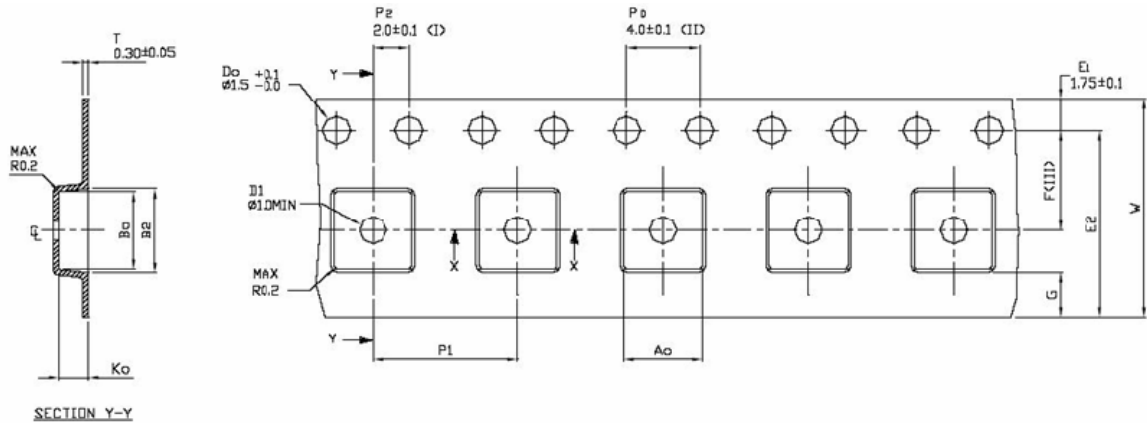 T
0.30±0.05
P2
2.0±0.1 (I)
P0
4.0±0.1 (II)
E1
1.75±0.1
Do +0.1
Ø1.5 -0.0
Y
MAX
R0.2
D1
Ø1.0MIN
F(III)
W
E2
Bo
B2
℄
X
X
MAX
R0.2
G
Y
P1
Ao
Ko
SECTION Y-Y